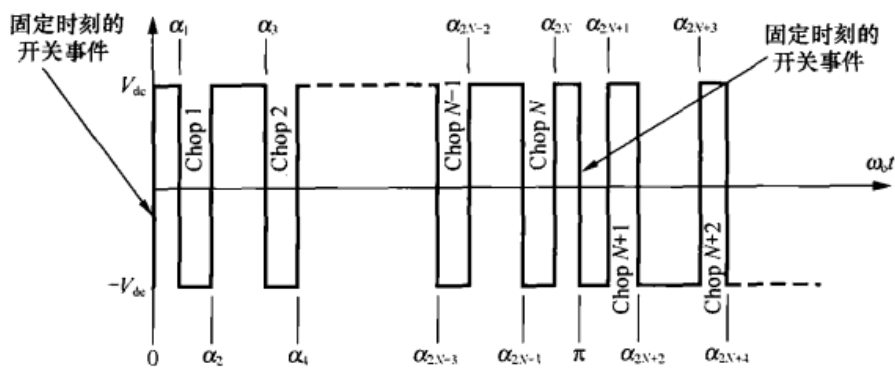 固定时刻的
开关事件
α₁
α₃
α₂N₋₂
α₂N
α₂N₊₁
α₂N₊₃
固定时刻的
开关事件
V_dc
Chop 1
Chop 2
Chop N−1
Chop N
ω₀t
Chop N+1
Chop N+2
−V_dc
0
α₂
α₄
α₂N₋₃
α₂N₋₁
π
α₂N₊₂
α₂N₊₄